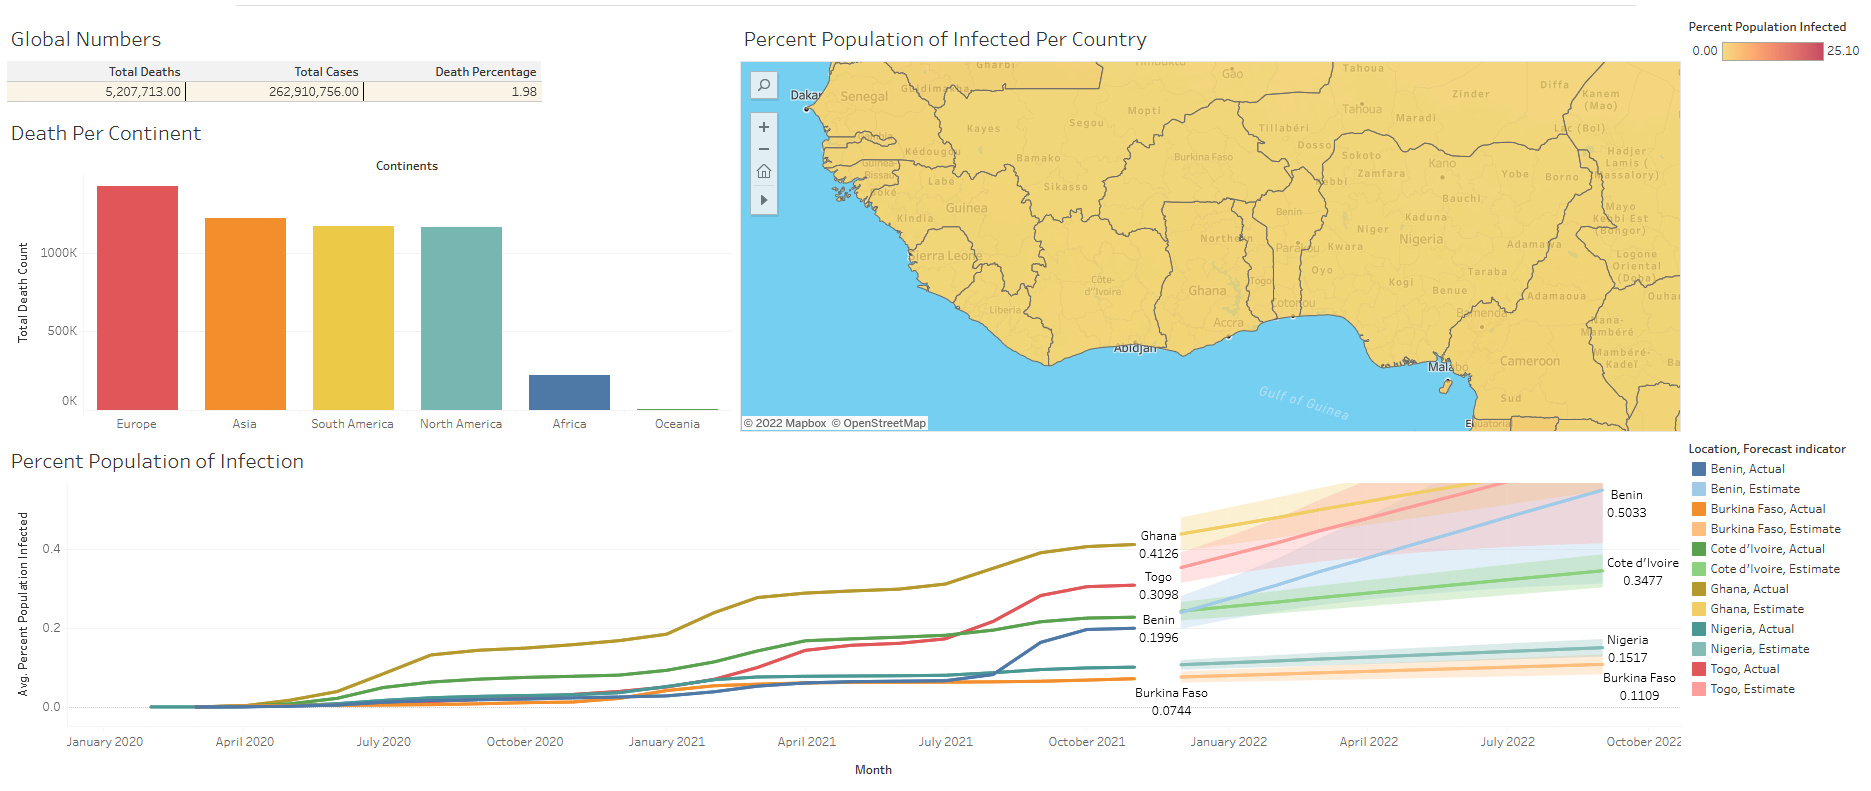 Global Numbers
Total Deaths Total Cases Death Percentage
5,207,713.00 262,910,756.00 1.98
Death Per Continent
Continents
Total Death Count
1000K
500K
0K
Europe Asia South America North America Africa Oceania
Percent Population of Infected Per Country
Gharbi
Gao
Tahoua
Diffa
Dakar
Senegal
Zinder
Kanem
(Mao)
Mopti
Tahoua
Maradi
Kayes
Segou
Tillabéri
Lac (Bol)
Dosso
Kédougou
Bamako
Burkina Faso
Sokoto
Kano
Hadjer
Lamis (
Massalory)
Guinea-
Bissau
Labé
Sikasso
Zamfara
Yobe
Borno
Boké
Guinea
Bauchi
Kindia
Benin
Kaduna
Mayo
Kebbi Est
(Bongor)
Northern
Niger
Nigeria
Adamawa
Parakou
Kwara
Sierra Leone
Logone
Oriental
(Doba)
Oyo
Taraba
Côte-
d'Ivoire
Ghana
Togo
Kogi
Benue
Adamaoua
Ouham
Liberia
Cotonou
Accra
Bamenda
Nana-
Mambéré
Abidjan
Mambéré-
Kadeï
Malabo
Cameroon
Gulf of Guinea
Sud
Equatorial
© 2022 Mapbox © OpenStreetMap
Percent Population Infected
0.00 25.10
Percent Population of Infection
Avg. Percent Population Infected
0.4
0.2
0.0
Ghana
0.4126
Togo
0.3098
Benin
0.1996
Burkina Faso
0.0744
Benin
0.5033
Cote d'Ivoire
0.3477
Nigeria
0.1517
Burkina Faso
0.1109
January 2020 April 2020 July 2020 October 2020 January 2021 April 2021 July 2021 October 2021 January 2022 April 2022 July 2022 October 2022
Month
Location, Forecast indicator
Benin, Actual
Benin, Estimate
Burkina Faso, Actual
Burkina Faso, Estimate
Cote d'Ivoire, Actual
Cote d'Ivoire, Estimate
Ghana, Actual
Ghana, Estimate
Nigeria, Actual
Nigeria, Estimate
Togo, Actual
Togo, Estimate